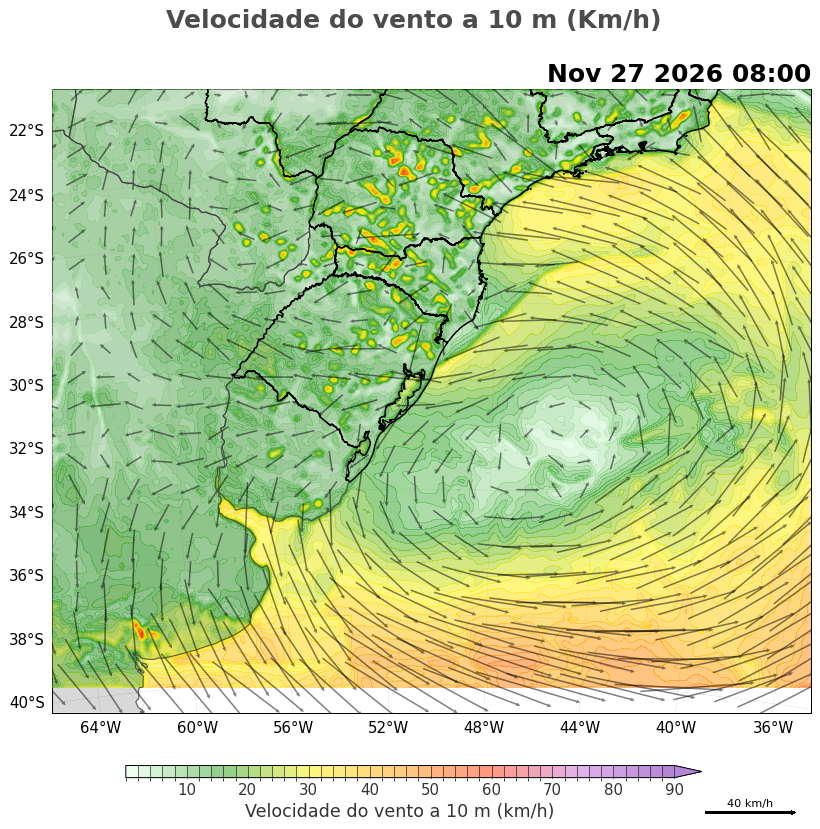 Velocidade do vento a 10 m (Km/h)
Nov 27 2026 08:00
22°S
24°S
26°S
28°S
30°S
32°S
34°S
36°S
38°S
40°S
64°W 60°W 56°W 52°W 48°W 44°W 40°W 36°W
10 20 30 40 50 60 70 80 90
Velocidade do vento a 10 m (km/h)
40 km/h